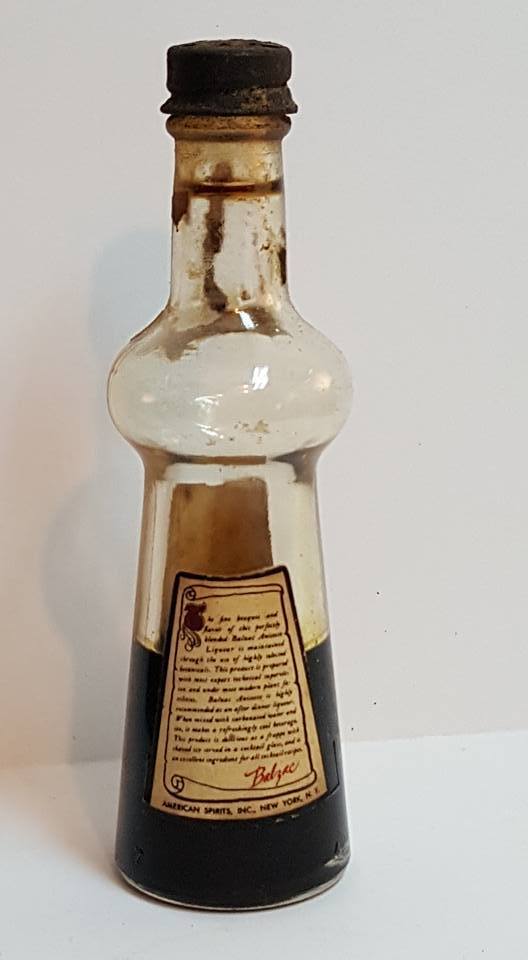 The fine bouquet and
flavor of this perfectly
blended Balzac Anisette
Liqueur is maintained
through the use of highly selected
botanicals. This product is prepared
with most expert technical supervis-
ion and under most modern plant fa-
cilities. Balzac Anisette is highly
recommended as an after dinner liqueur.
When mixed with carbonated water and
ice, it makes a refreshingly cool beverage.
This product is delicious as a frappe with
shaved ice served in a cocktail glass, and is
an excellent ingredient for all cocktail recipes.
Balzac
AMERICAN SPIRITS, INC., NEW YORK, N. Y.